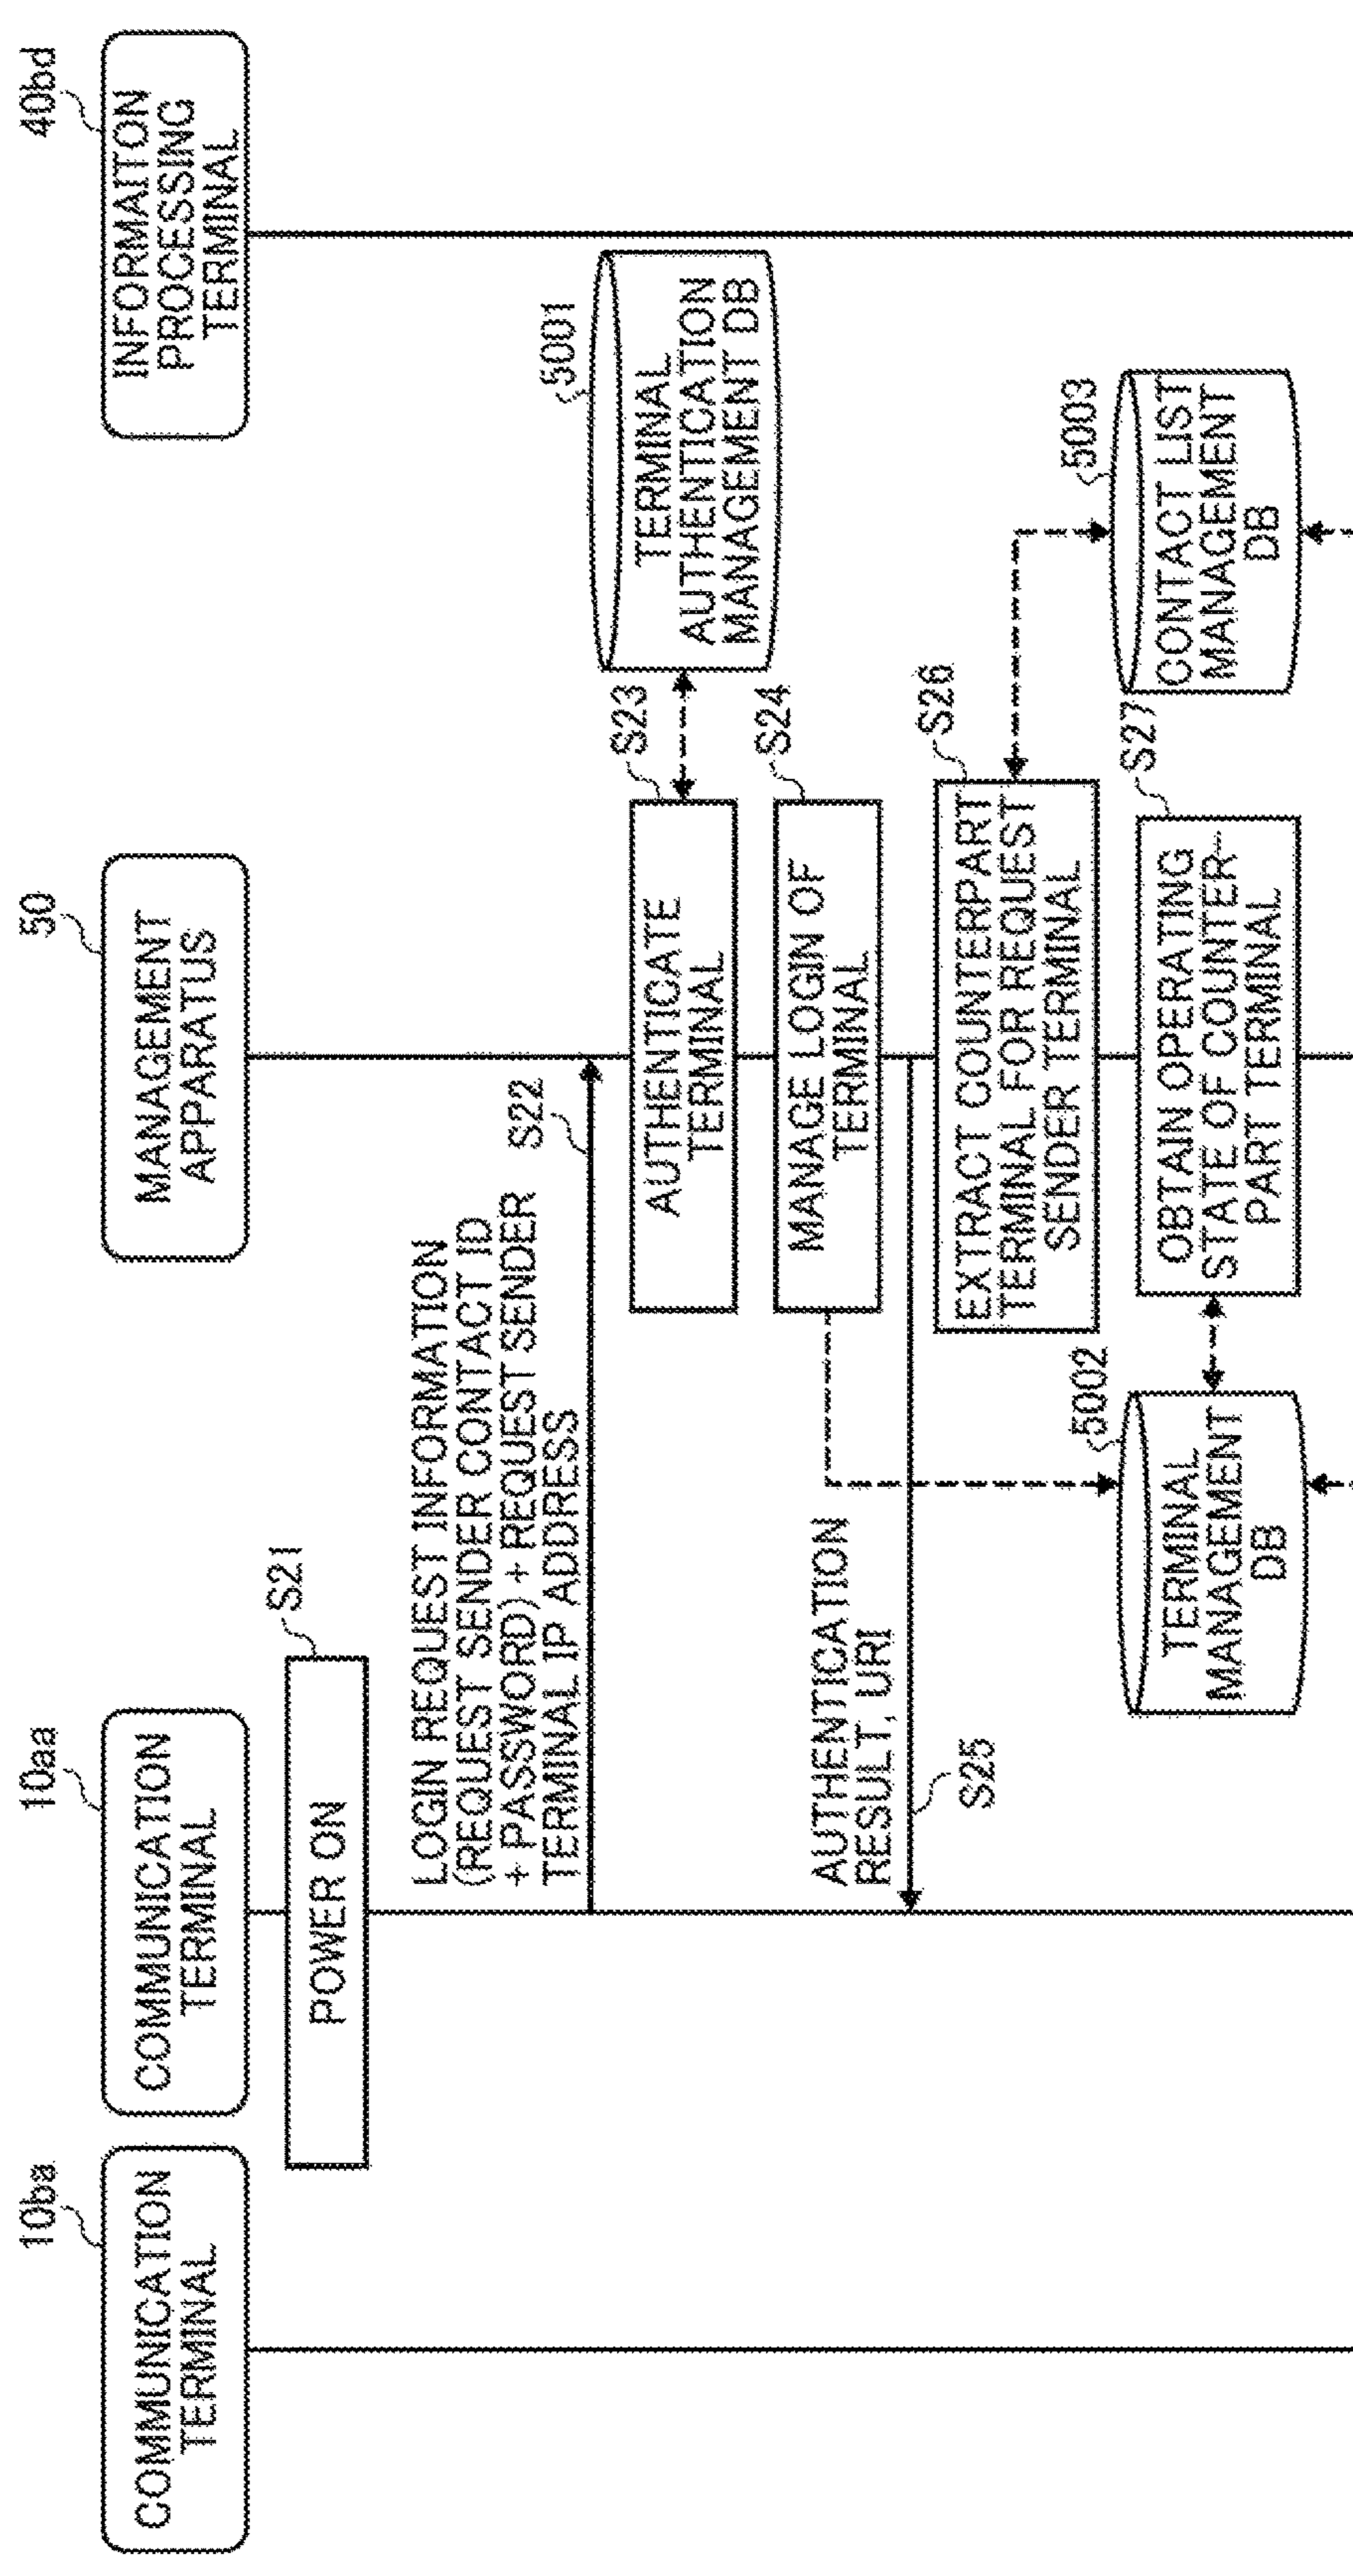 10ba
COMMUNICATION
TERMINAL
10aa
COMMUNICATION
TERMINAL
50
MANAGEMENT
APPARATUS
40bd
INFORMAITON
PROCESSING
TERMINAL
S21
POWER ON
LOGIN REQUEST INFORMATION
(REQUEST SENDER CONTACT ID
+ PASSWORD) + REQUEST SENDER
TERMINAL IP ADDRESS
S22
S23
AUTHENTICATE
TERMINAL
5001
TERMINAL
AUTHENTICATION
MANAGEMENT DB
S24
MANAGE LOGIN OF
TERMINAL
AUTHENTICATION
RESULT, URI
S25
S26
EXTRACT COUNTERPART
TERMINAL FOR REQUEST
SENDER TERMINAL
5003
CONTACT LIST
MANAGEMENT
DB
5002
TERMINAL
MANAGEMENT
DB
S27
OBTAIN OPERATING
STATE OF COUNTER-
PART TERMINAL